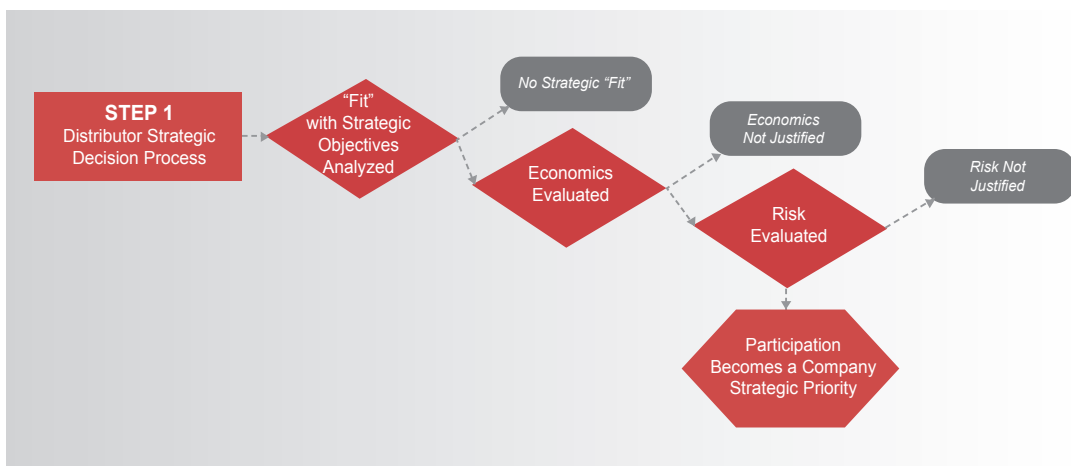 STEP 1
Distributor Strategic
Decision Process
“Fit”
with Strategic
Objectives
Analyzed
No Strategic “Fit”
Economics
Evaluated
Economics
Not Justified
Risk
Evaluated
Risk Not
Justified
Participation
Becomes a Company
Strategic Priority